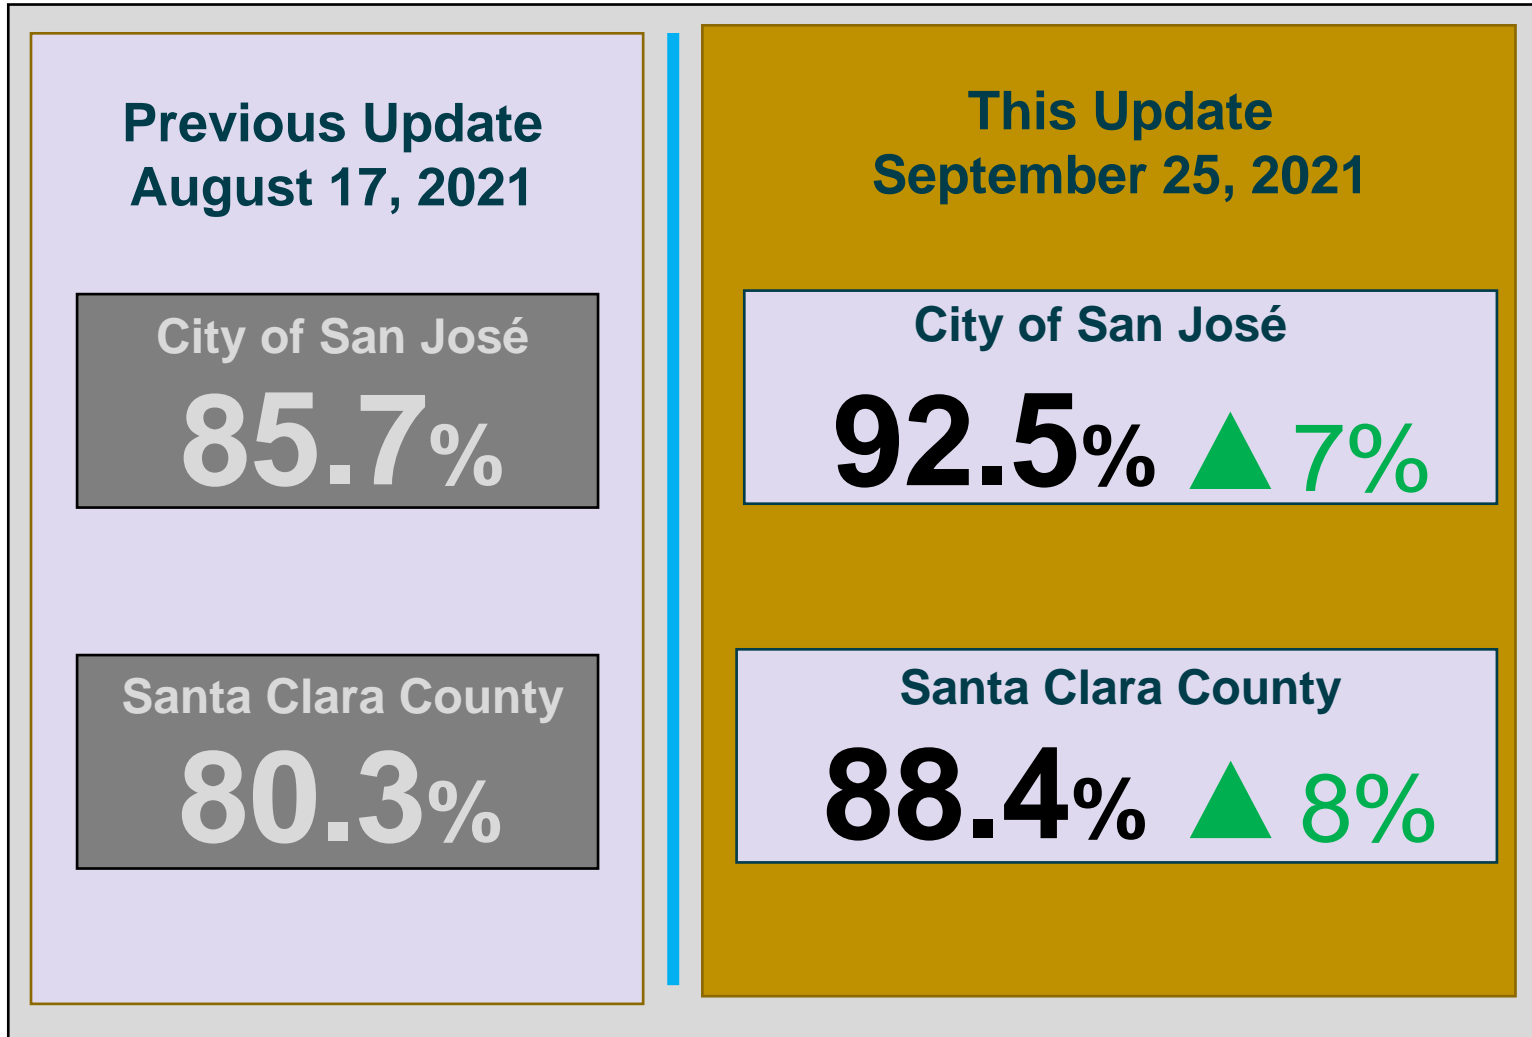 Previous Update
August 17, 2021
City of San José
85.7%
Santa Clara County
80.3%
This Update
September 25, 2021
City of San José
92.5% ▲ 7%
Santa Clara County
88.4% ▲ 8%